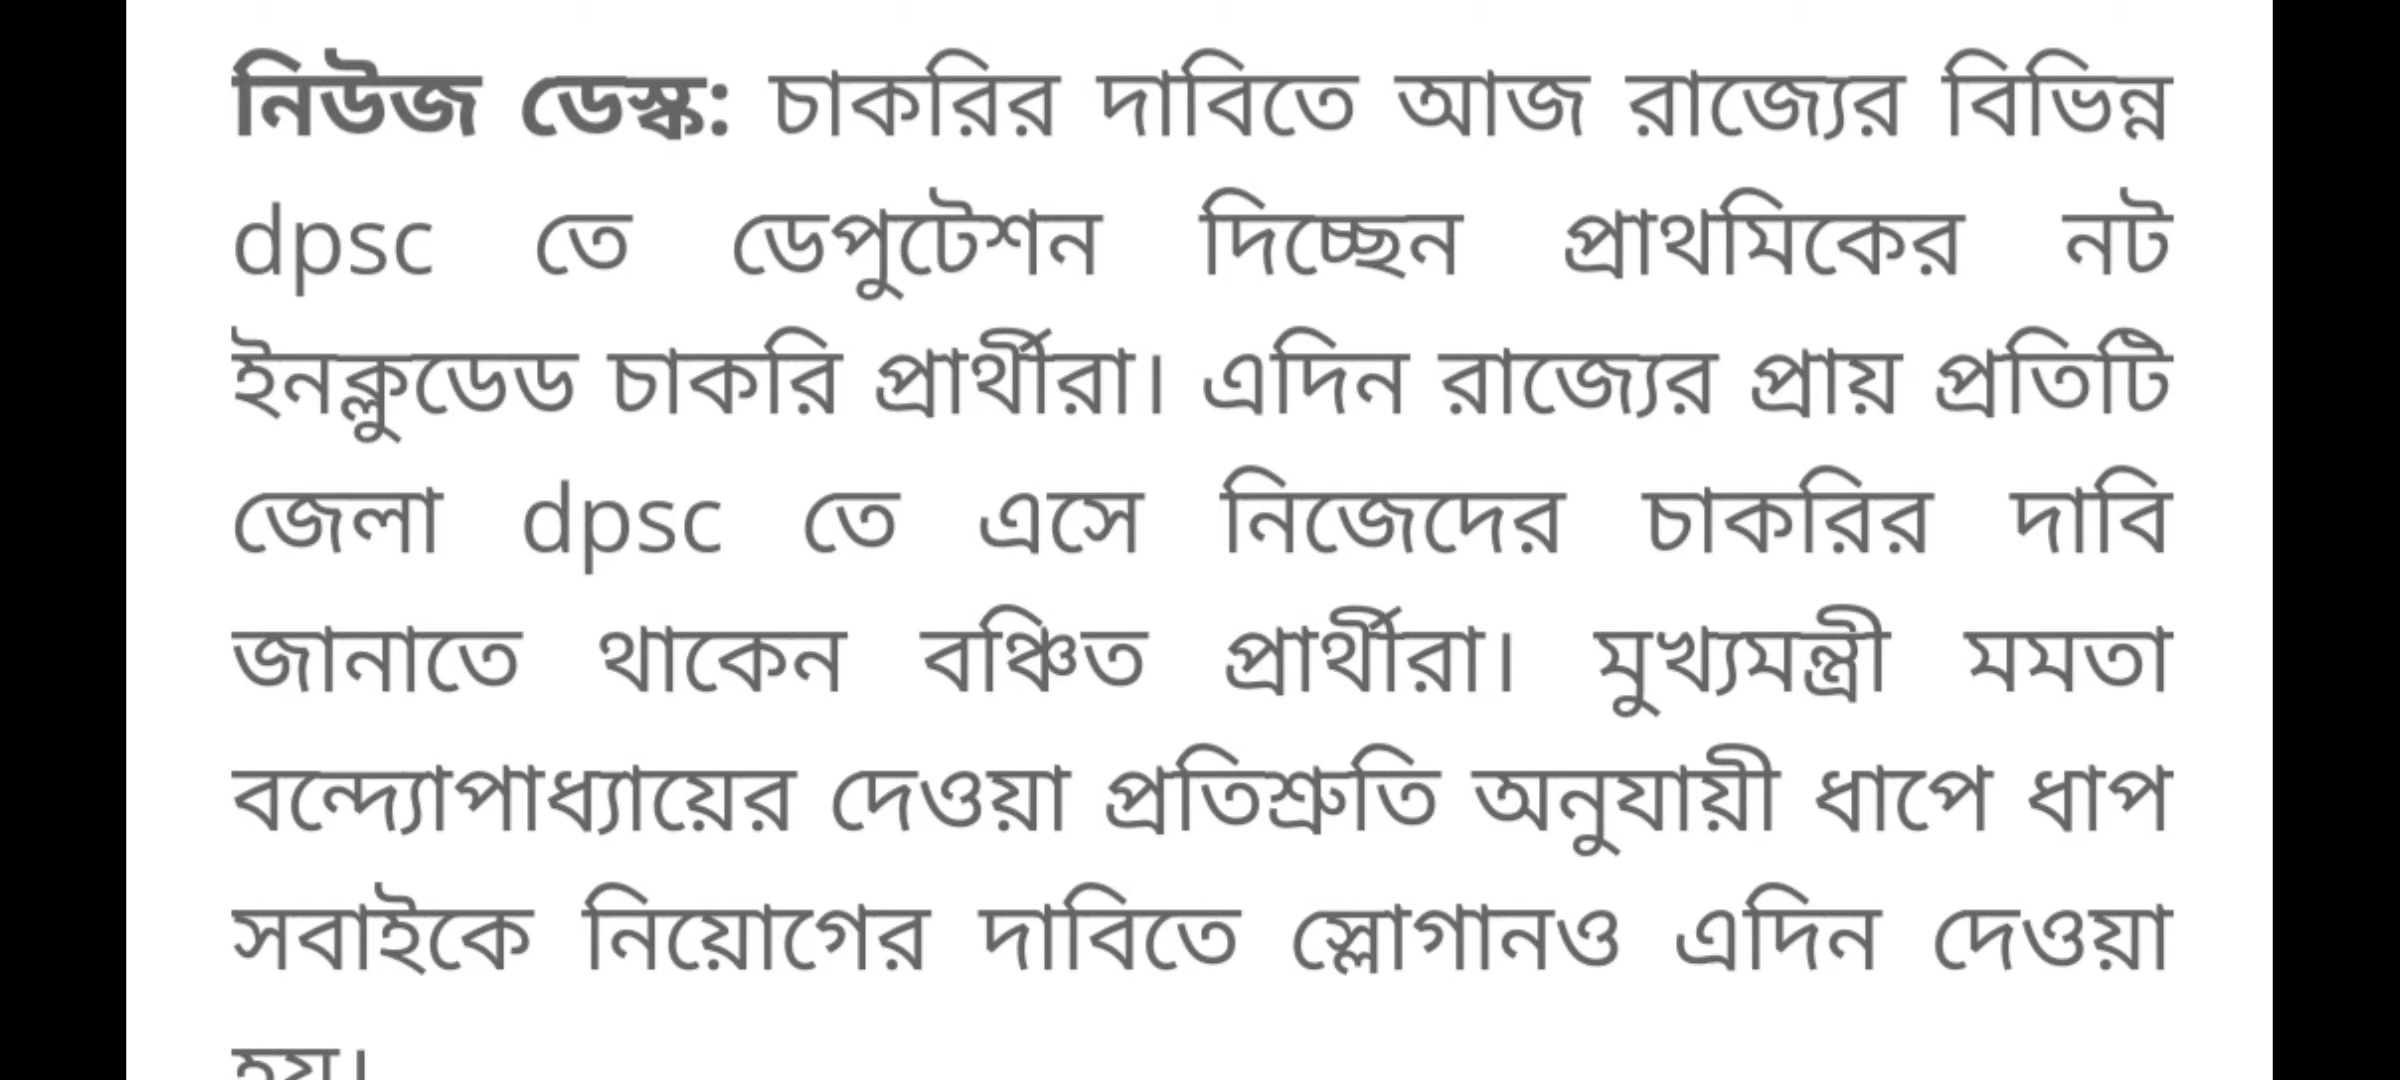 নিউজ ডেস্ক: চাকরির দাবিতে আজ রাজ্যের বিভিন্ন
dpsc তে ডেপুটেশন দিচ্ছেন প্রাথমিকের নট
ইনক্লুডেড চাকরি প্রার্থীরা। এদিন রাজ্যের প্রায় প্রতিটি
জেলা dpsc তে এসে নিজেদের চাকরির দাবি
জানাতে থাকেন বঞ্চিত প্রার্থীরা। মুখ্যমন্ত্রী মমতা
বন্দ্যোপাধ্যায়ের দেওয়া প্রতিশ্রুতি অনুযায়ী ধাপে ধাপ
সবাইকে নিয়োগের দাবিতে স্লোগানও এদিন দেওয়া
হয়।